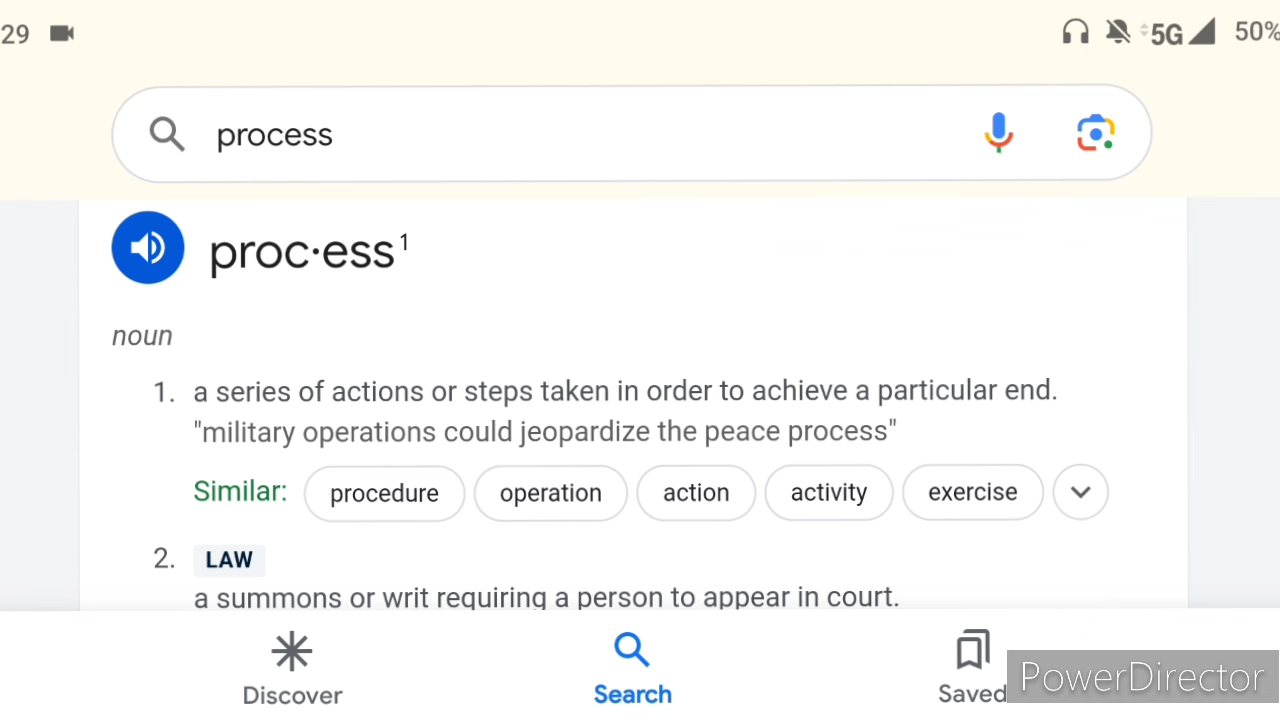 29 5G 50%
process
proc·ess¹
noun
1. a series of actions or steps taken in order to achieve a particular end.
"military operations could jeopardize the peace process"
Similar: procedure operation action activity exercise
2. LAW
a summons or writ requiring a person to appear in court.
Discover Search Saved
PowerDirector